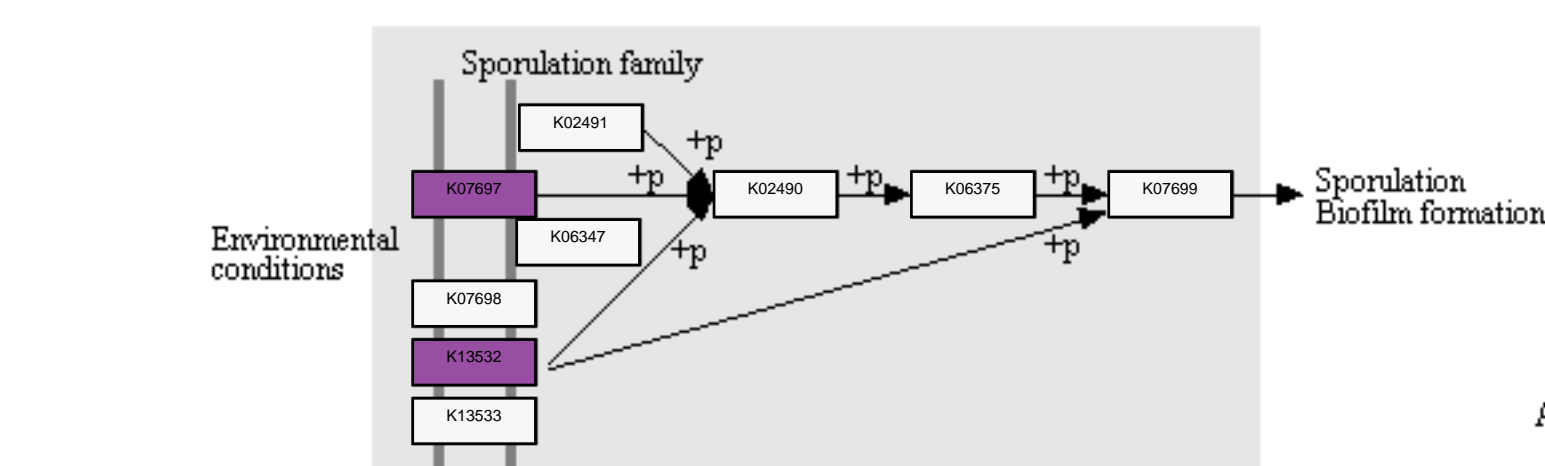 Sporulation family
K02491
+p
K07697
+p
K02490
+p
K06375
+p
K07699
Sporulation
Biofilm formation
K06347
+p
+p
Environmental
conditions
K07698
K13532
K13533